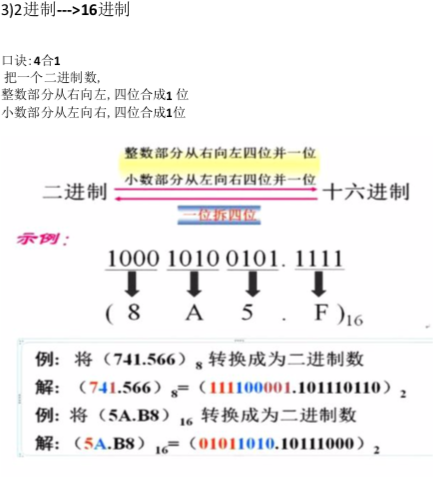 3)2进制--->16进制
口诀:4合1
把一个二进制数,
整数部分从右向左,四位合成1 位
小数部分从左向右,四位合成1位
整数部分从右向左四位并一位
二进制 小数部分从左向右四位并一位 十六进制
一位拆四位
示例:
1000 1010 0101. 1111
( 8 A 5 . F )16
例: 将（741.566）8 转换成为二进制数
解: （741.566）8=（111100001.101110110）2
例: 将（5A.B8）16 转换成为二进制数
解: （5A.B8）16=（01011010.10111000）2